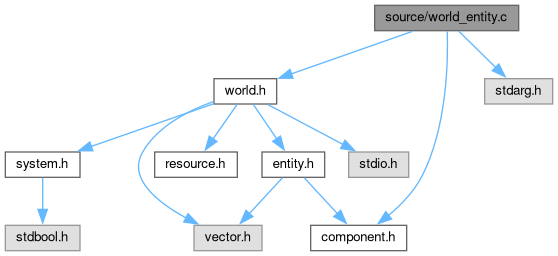 source/world_entity.c
world.h
stdarg.h
system.h
resource.h
entity.h
stdio.h
stdbool.h
vector.h
component.h